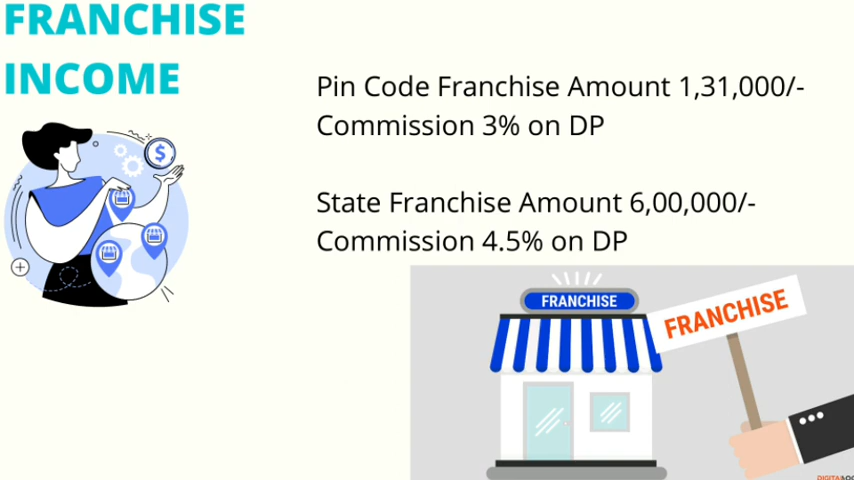 FRANCHISE
INCOME
Pin Code Franchise Amount 1,31,000/-
Commission 3% on DP
State Franchise Amount 6,00,000/-
Commission 4.5% on DP
$
FRANCHISE
FRANCHISE